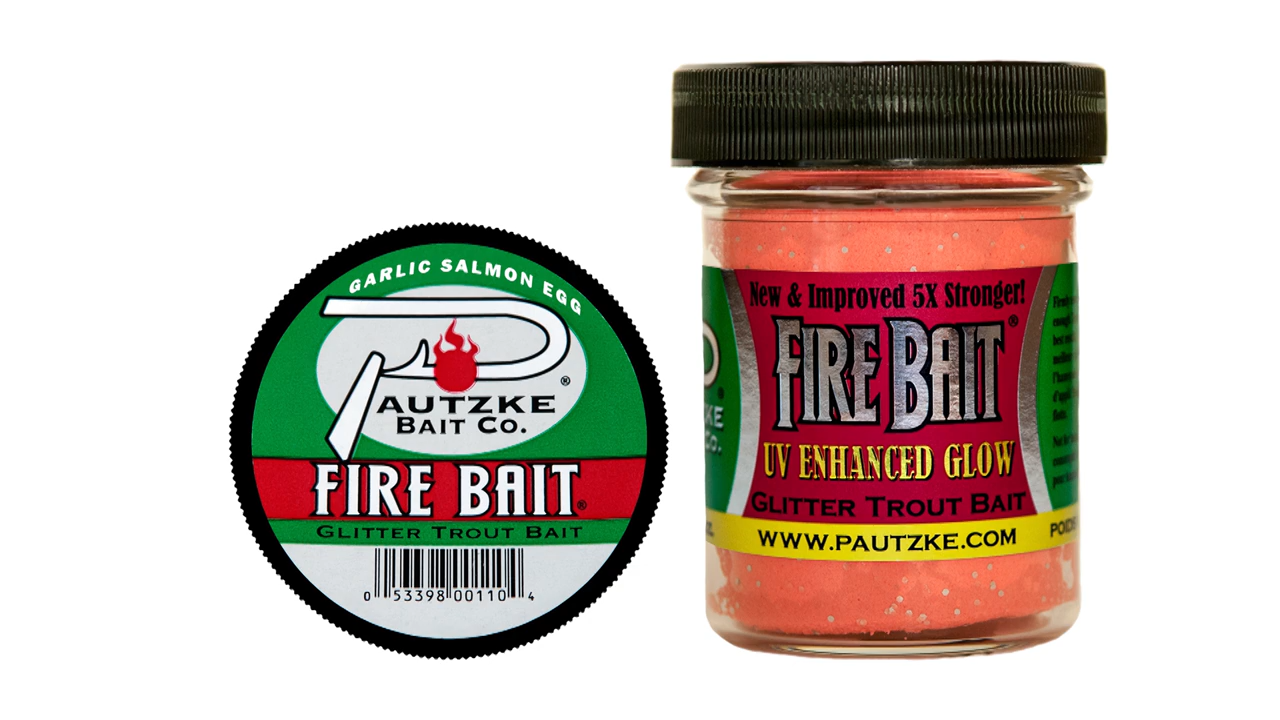 GARLIC SALMON EGG
PAUTZKE
BAIT CO.
®
FIRE BAIT®
GLITTER TROUT BAIT
0 53398 00110 4
New & Improved 5X Stronger!
FIRE BAIT®
UV ENHANCED GLOW
GLITTER TROUT BAIT
WWW.PAUTZKE.COM